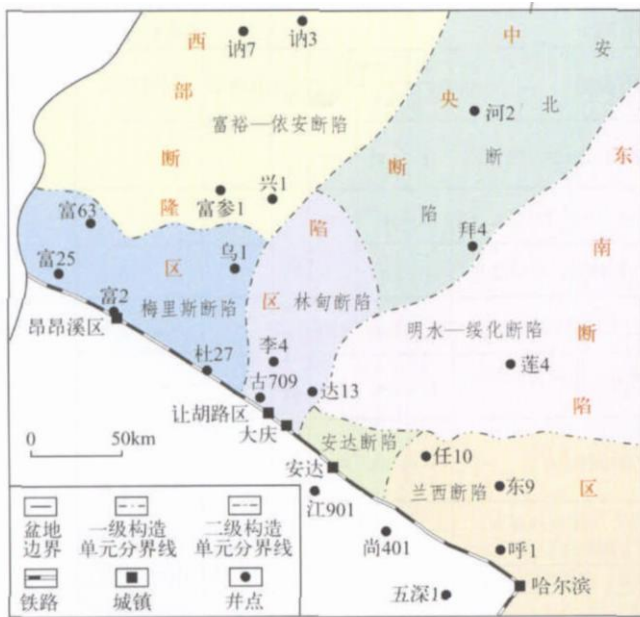 讷7
讷3
西部断隆区
富裕—依安断陷
中央断陷区
安北断陷
河2
东南断陷区
富63
富参1
兴1
富25
乌1
拜4
富2
梅里斯断陷
林甸断陷
明水—绥化断陷
昂昂溪区
杜27
李4
莲4
古709
达13
让胡路区
大庆
0 50km
安达断陷
安达
任10
兰西断陷
东9
江901
尚401
呼1
五深1
哈尔滨
盆地边界
一级构造单元分界线
二级构造单元分界线
铁路
城镇
井点